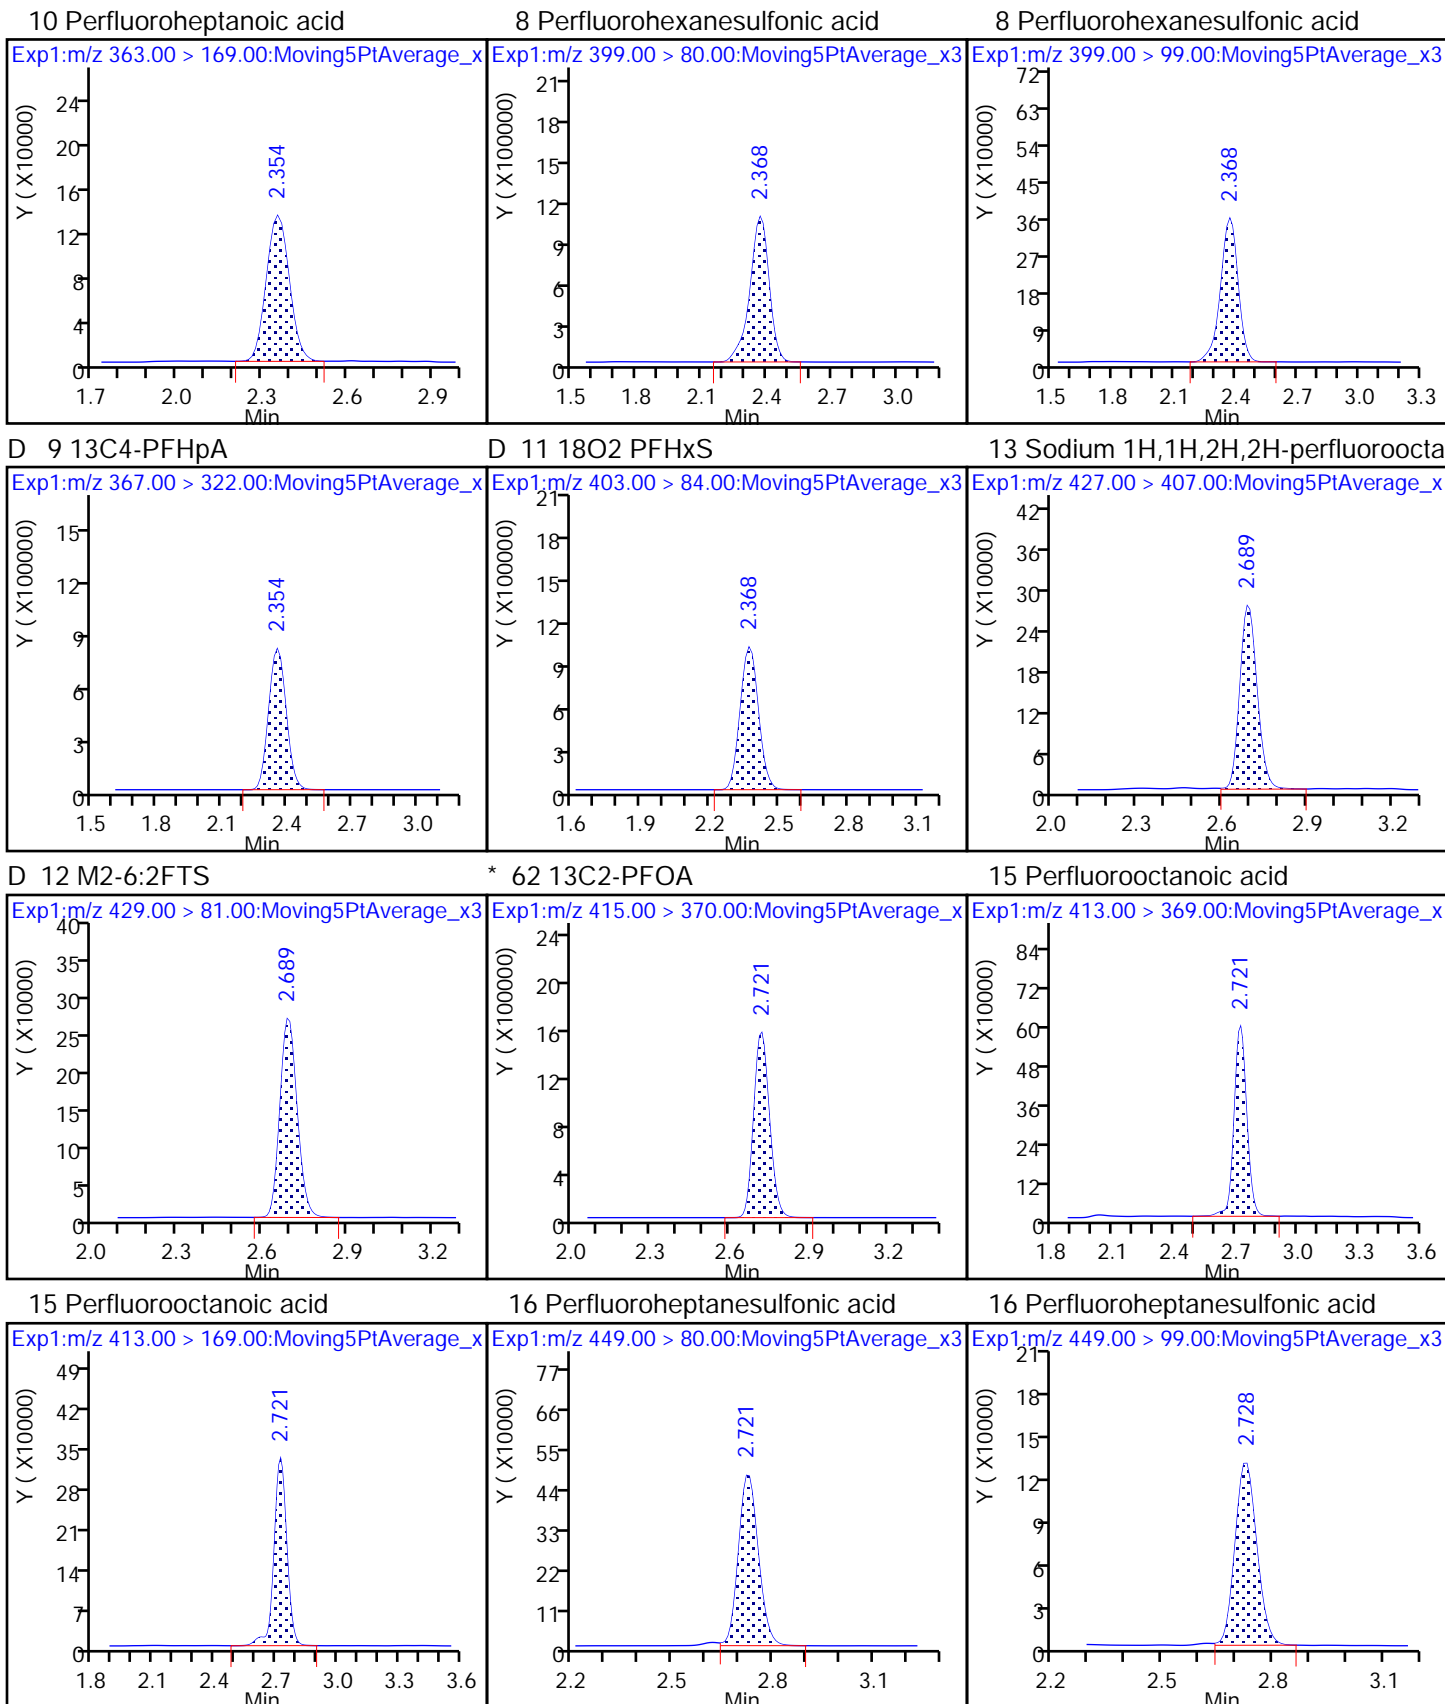 10 Perfluoroheptanoic acid
Exp1:m/z 363.00 > 169.00:Moving5PtAverage_x
Y ( X10000)
24
20
16
12
8
4
0
2.354
1.7 2.0 2.3 2.6 2.9
Min
8 Perfluorohexanesulfonic acid
Exp1:m/z 399.00 > 80.00:Moving5PtAverage_x3
Y ( X100000)
21
18
15
12
9
6
3
0
2.368
1.5 1.8 2.1 2.4 2.7 3.0
Min
8 Perfluorohexanesulfonic acid
Exp1:m/z 399.00 > 99.00:Moving5PtAverage_x3
Y ( X10000)
72
63
54
45
36
27
18
9
0
2.368
1.5 1.8 2.1 2.4 2.7 3.0 3.3
Min
D 9 13C4-PFHpA
Exp1:m/z 367.00 > 322.00:Moving5PtAverage_x
Y ( X100000)
15
12
9
6
3
0
2.354
1.5 1.8 2.1 2.4 2.7 3.0
Min
D 11 18O2 PFHxS
Exp1:m/z 403.00 > 84.00:Moving5PtAverage_x3
Y ( X100000)
21
18
15
12
9
6
3
0
2.368
1.6 1.9 2.2 2.5 2.8 3.1
Min
13 Sodium 1H,1H,2H,2H-perfluoroocta
Exp1:m/z 427.00 > 407.00:Moving5PtAverage_x
Y ( X10000)
42
36
30
24
18
12
6
0
2.689
2.0 2.3 2.6 2.9 3.2
Min
D 12 M2-6:2FTS
Exp1:m/z 429.00 > 81.00:Moving5PtAverage_x3
Y ( X10000)
40
35
30
25
20
15
10
5
0
2.689
2.0 2.3 2.6 2.9 3.2
Min
* 62 13C2-PFOA
Exp1:m/z 415.00 > 370.00:Moving5PtAverage_x
Y ( X100000)
24
20
16
12
8
4
0
2.721
2.0 2.3 2.6 2.9 3.2
Min
15 Perfluorooctanoic acid
Exp1:m/z 413.00 > 369.00:Moving5PtAverage_x
Y ( X10000)
84
72
60
48
36
24
12
0
2.721
1.8 2.1 2.4 2.7 3.0 3.3 3.6
Min
15 Perfluorooctanoic acid
Exp1:m/z 413.00 > 169.00:Moving5PtAverage_x
Y ( X10000)
49
42
35
28
21
14
7
0
2.721
1.8 2.1 2.4 2.7 3.0 3.3 3.6
Min
16 Perfluoroheptanesulfonic acid
Exp1:m/z 449.00 > 80.00:Moving5PtAverage_x3
Y ( X10000)
77
66
55
44
33
22
11
0
2.721
2.2 2.5 2.8 3.1
Min
16 Perfluoroheptanesulfonic acid
Exp1:m/z 449.00 > 99.00:Moving5PtAverage_x3
Y ( X10000)
21
18
15
12
9
6
3
0
2.728
2.2 2.5 2.8 3.1
Min